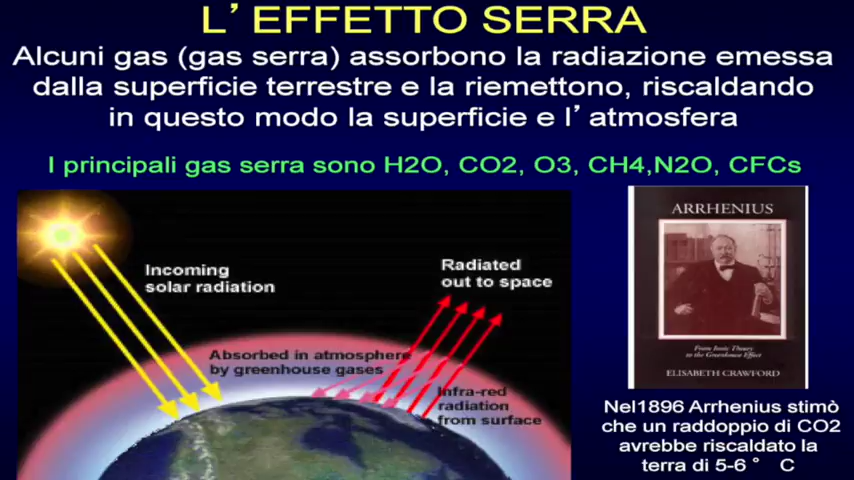 L' EFFETTO SERRA
Alcuni gas (gas serra) assorbono la radiazione emessa
dalla superficie terrestre e la riemettono, riscaldando
in questo modo la superficie e l' atmosfera
I principali gas serra sono H2O, CO2, O3, CH4,N2O, CFCs
Incoming
solar radiation
Radiated
out to space
Absorbed in atmosphere
by greenhouse gases
Infra-red
radiation
from surface
ARRHENIUS
From Ionic Theory
to the Greenhouse Effect
ELISABETH CRAWFORD
Nel1896 Arrhenius stimò
che un raddoppio di CO2
avrebbe riscaldato la
terra di 5-6 ° C